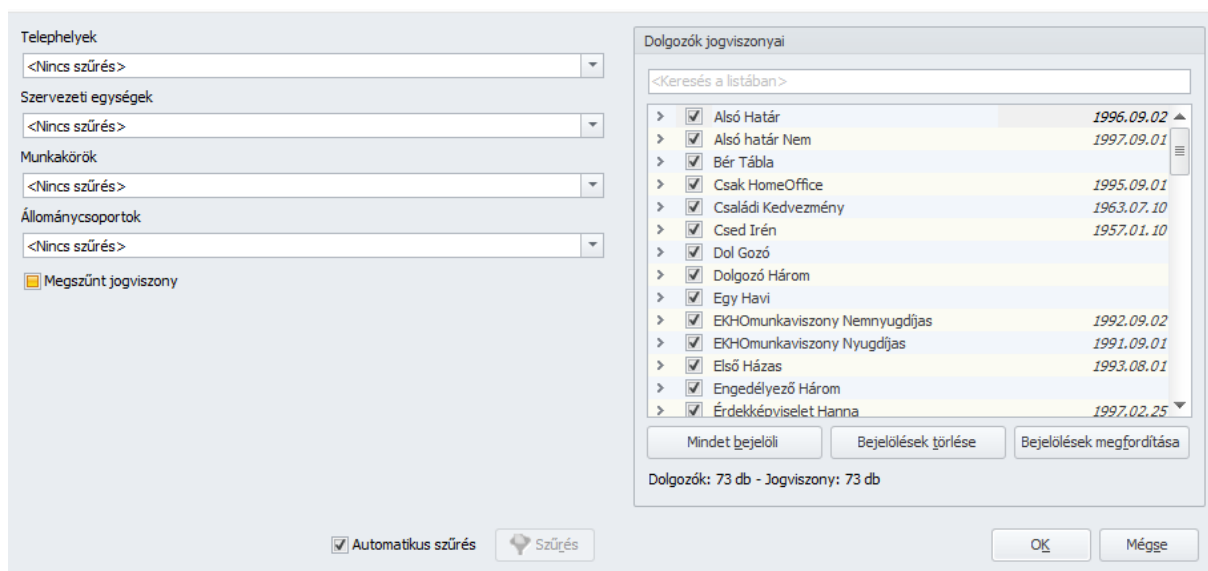 Telephelyek
<Nincs szűrés>
Szervezeti egységek
<Nincs szűrés>
Munkakörök
<Nincs szűrés>
Állománycsoportok
<Nincs szűrés>
Megszűnt jogviszony
Dolgozók jogviszonyai
<Keresés a listában>
Alsó Határ 1996.09.02
Alsó határ Nem 1997.09.01
Bér Tábla
Csak HomeOffice 1995.09.01
Családi Kedvezmény 1963.07.10
Csed Irén 1957.01.10
Dol Gozó
Dolgozó Három
Egy Havi
EKHOmunkaviszony Nemnyugdíjas 1992.09.02
EKHOmunkaviszony Nyugdíjas 1991.09.01
Első Házas 1993.08.01
Engedélyező Három
Érdekképviselet Hanna 1997.02.25
Mindet bejelöli Bejelölések törlése Bejelölések megfordítása
Dolgozók: 73 db - Jogviszony: 73 db
Automatikus szűrés Szűrés OK Mégse